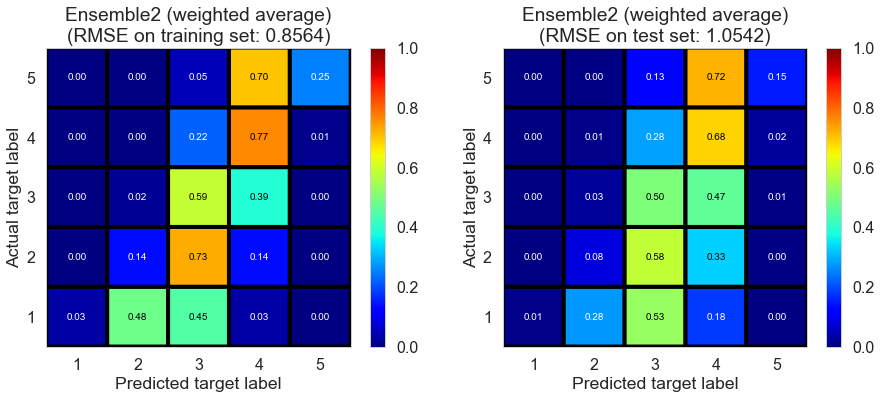 Ensemble2 (weighted average)
(RMSE on training set: 0.8564)
Actual target label
5
0.00 0.00 0.05 0.70 0.25
4
0.00 0.00 0.22 0.77 0.01
3
0.00 0.02 0.59 0.39 0.00
2
0.00 0.14 0.73 0.14 0.00
1
0.03 0.48 0.45 0.03 0.00
1 2 3 4 5
Predicted target label
1.0
0.8
0.6
0.4
0.2
0.0
Ensemble2 (weighted average)
(RMSE on test set: 1.0542)
Actual target label
5
0.00 0.00 0.13 0.72 0.15
4
0.00 0.01 0.28 0.68 0.02
3
0.00 0.03 0.50 0.47 0.01
2
0.00 0.08 0.58 0.33 0.00
1
0.01 0.28 0.53 0.18 0.00
1 2 3 4 5
Predicted target label
1.0
0.8
0.6
0.4
0.2
0.0